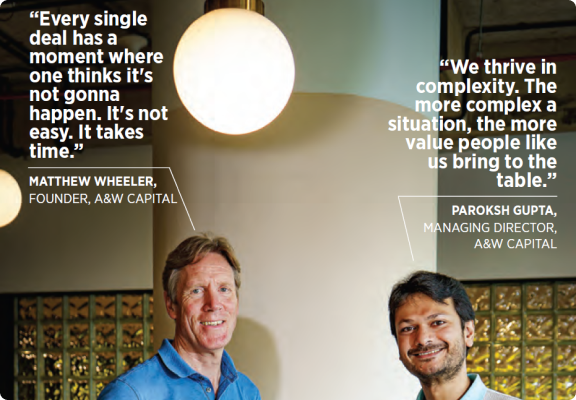 “Every single
deal has a
moment where
one thinks it's
not gonna
happen. It's not
easy. It takes
time.”
MATTHEW WHEELER,
FOUNDER, A&W CAPITAL
“We thrive in
complexity. The
more complex a
situation, the more
value people like
us bring to the
table.”
PAROKSH GUPTA,
MANAGING DIRECTOR,
A&W CAPITAL